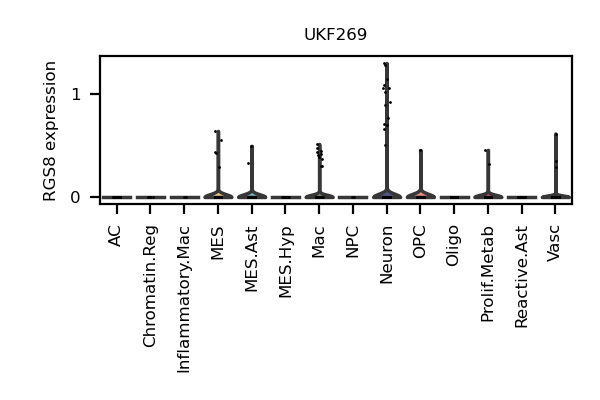 UKF269
RGS8 expression
1
0
AC
Chromatin.Reg
Inflammatory.Mac
MES
MES.Ast
MES.Hyp
Mac
NPC
Neuron
OPC
Oligo
Prolif.Metab
Reactive.Ast
Vasc